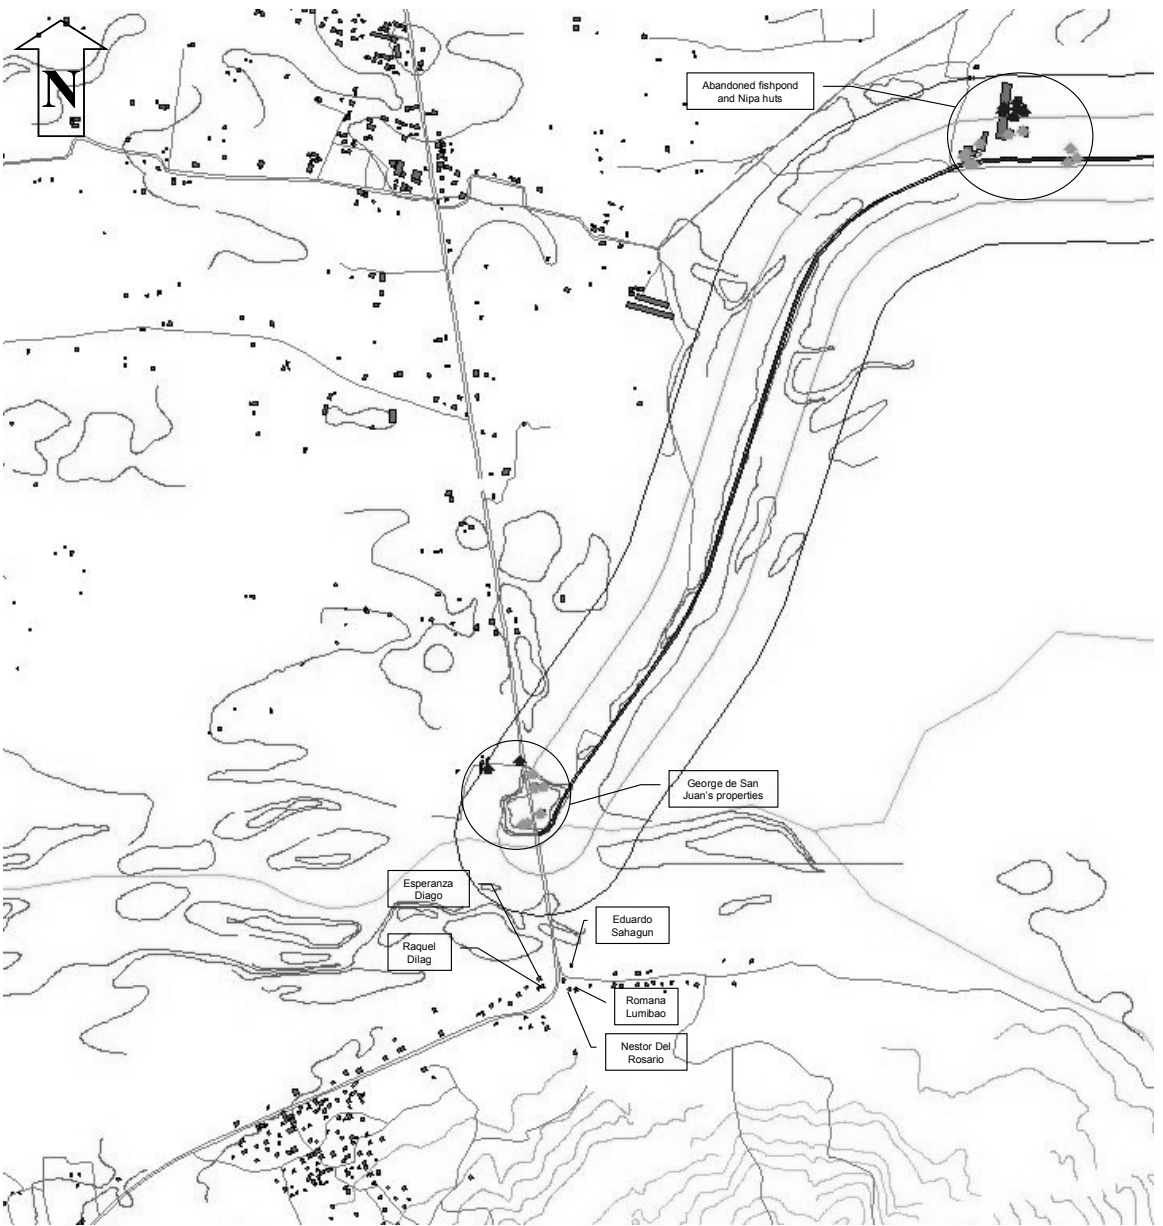 N
Abandoned fishpond
and Nipa huts
George de San
Juan's properties
Esperanza
Diago
Eduardo
Sahagun
Raquel
Dilag
Romana
Lumibao
Nestor Del
Rosario